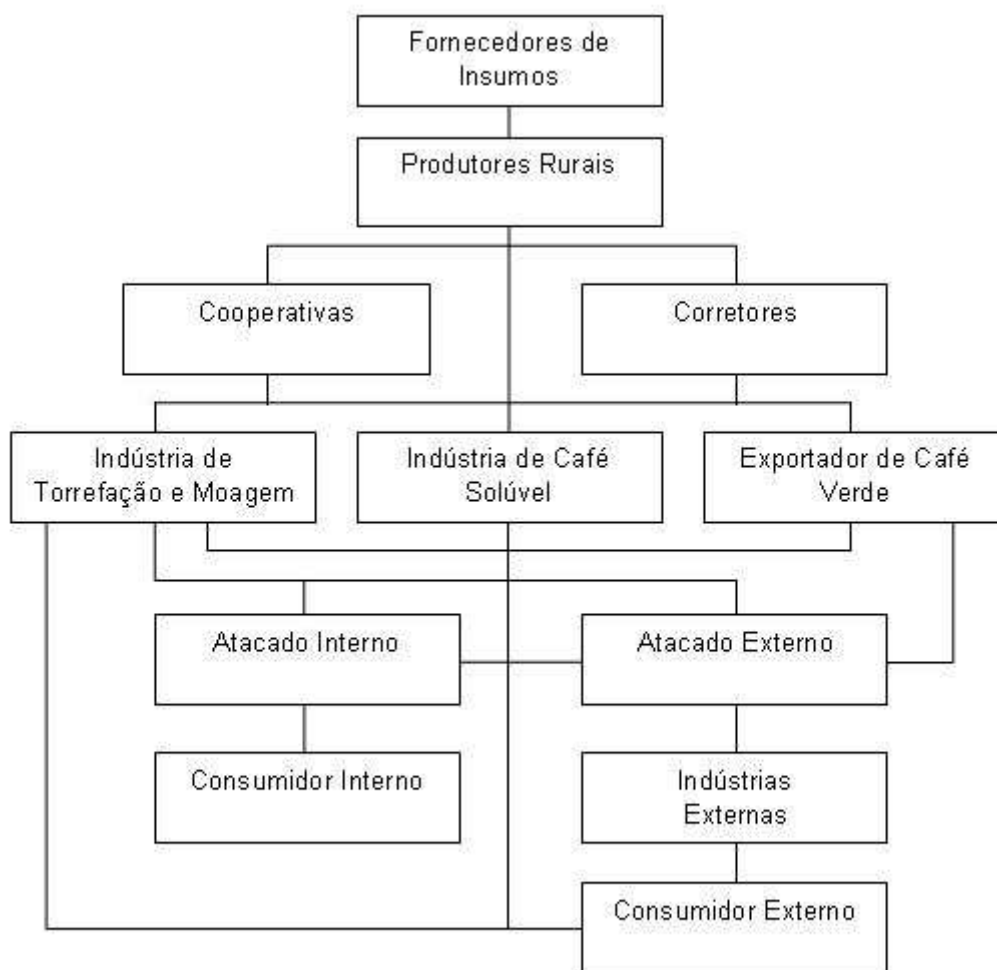 Fornecedores de
Insumos
Produtores Rurais
Cooperativas
Corretores
Indústria de
Torrefação e Moagem
Indústria de Café
Solúvel
Exportador de Café
Verde
Atacado Interno
Atacado Externo
Consumidor Interno
Indústrias
Externas
Consumidor Externo